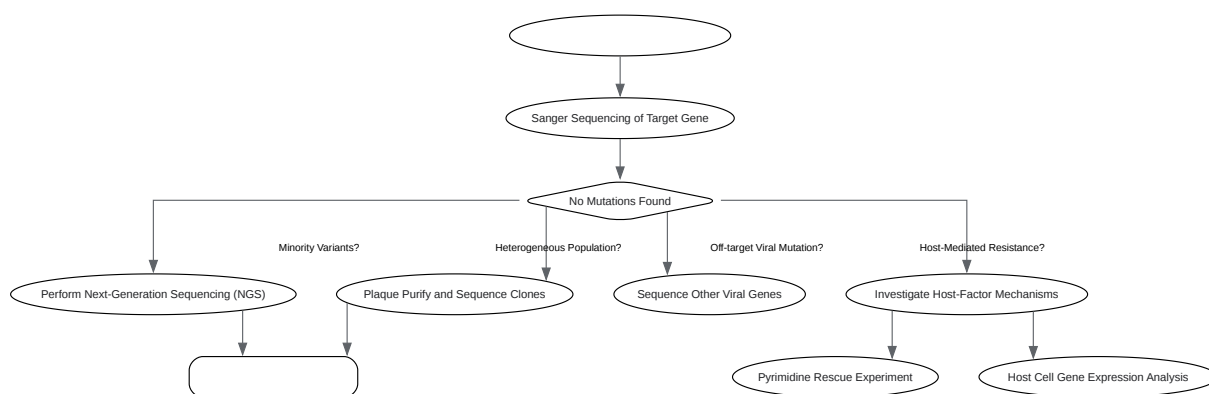 Sanger Sequencing of Target Gene
No Mutations Found
Minority Variants?
Heterogeneous Population?
Off-target Viral Mutation?
Host-Mediated Resistance?
Perform Next-Generation Sequencing (NGS)
Plaque Purify and Sequence Clones
Sequence Other Viral Genes
Investigate Host-Factor Mechanisms
Pyrimidine Rescue Experiment
Host Cell Gene Expression Analysis